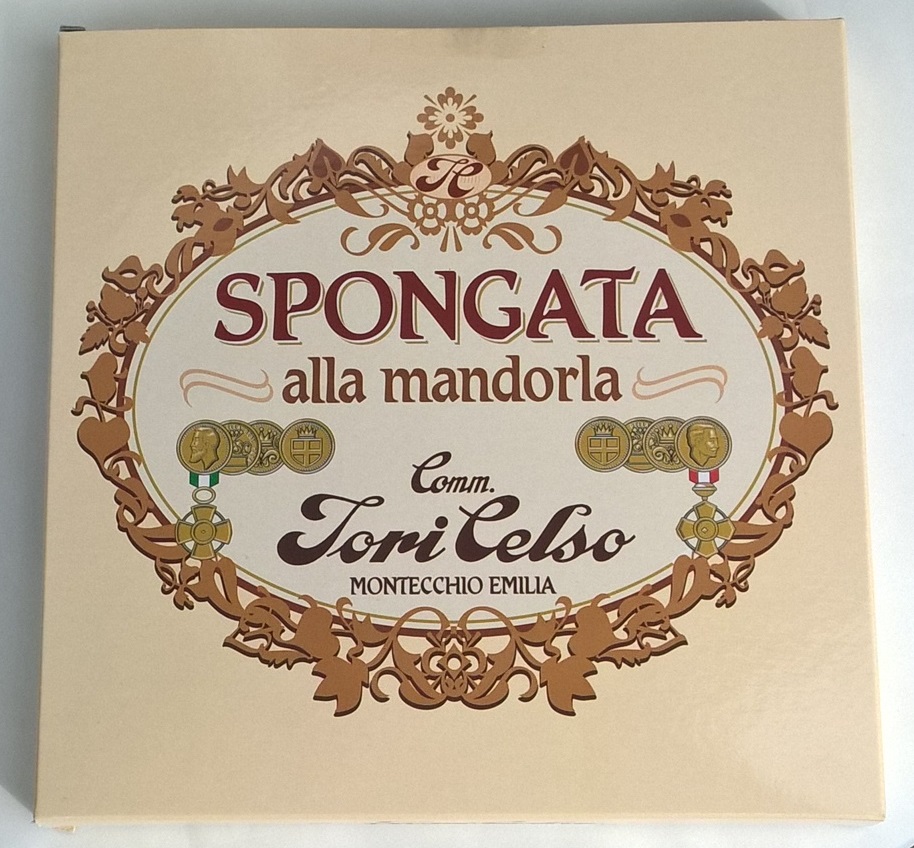 SPONGATA
alla mandorla
Comm.
Tori Celso
MONTECCHIO EMILIA